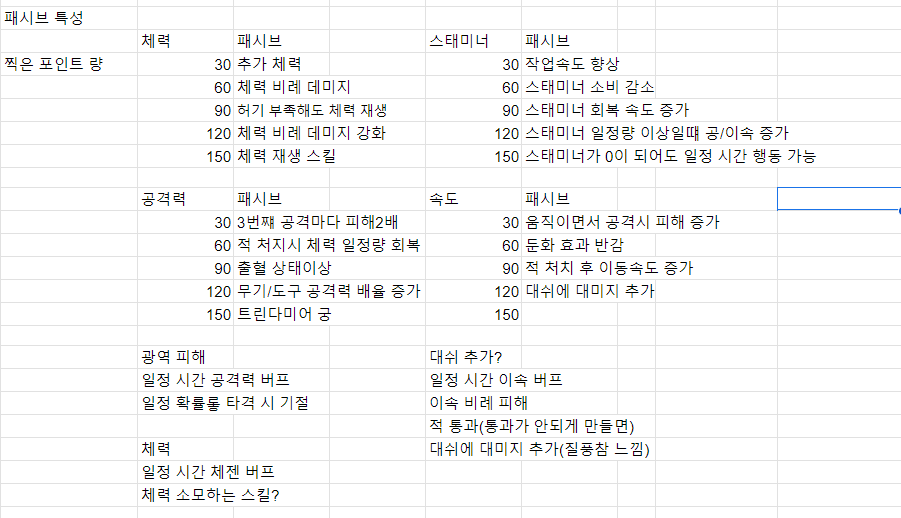 패시브 특성
체력 패시브 스태미너 패시브
찍은 포인트 량 30 추가 체력 30 작업속도 향상
60 체력 비례 데미지 60 스태미너 소비 감소
90 허기 부족해도 체력 재생 90 스태미너 회복 속도 증가
120 체력 비례 데미지 강화 120 스태미너 일정량 이상일떄 공/이속 증가
150 체력 재생 스킬 150 스태미너가 0이 되어도 일정 시간 행동 가능
공격력 패시브 속도 패시브
30 3번쨰 공격마다 피해2배 30 움직이면서 공격시 피해 증가
60 적 처지시 체력 일정량 회복 60 둔화 효과 반감
90 출혈 상태이상 90 적 처치 후 이동속도 증가
120 무기/도구 공격력 배율 증가 120 대쉬에 대미지 추가
150 트린다미어 궁 150
광역 피해 대쉬 추가?
일정 시간 공격력 버프 일정 시간 이속 버프
일정 확률롷 타격 시 기절 이속 비례 피해
적 통과(통과가 안되게 만들면)
체력 대쉬에 대미지 추가(질풍참 느낌)
일정 시간 체젠 버프
체력 소모하는 스킬?